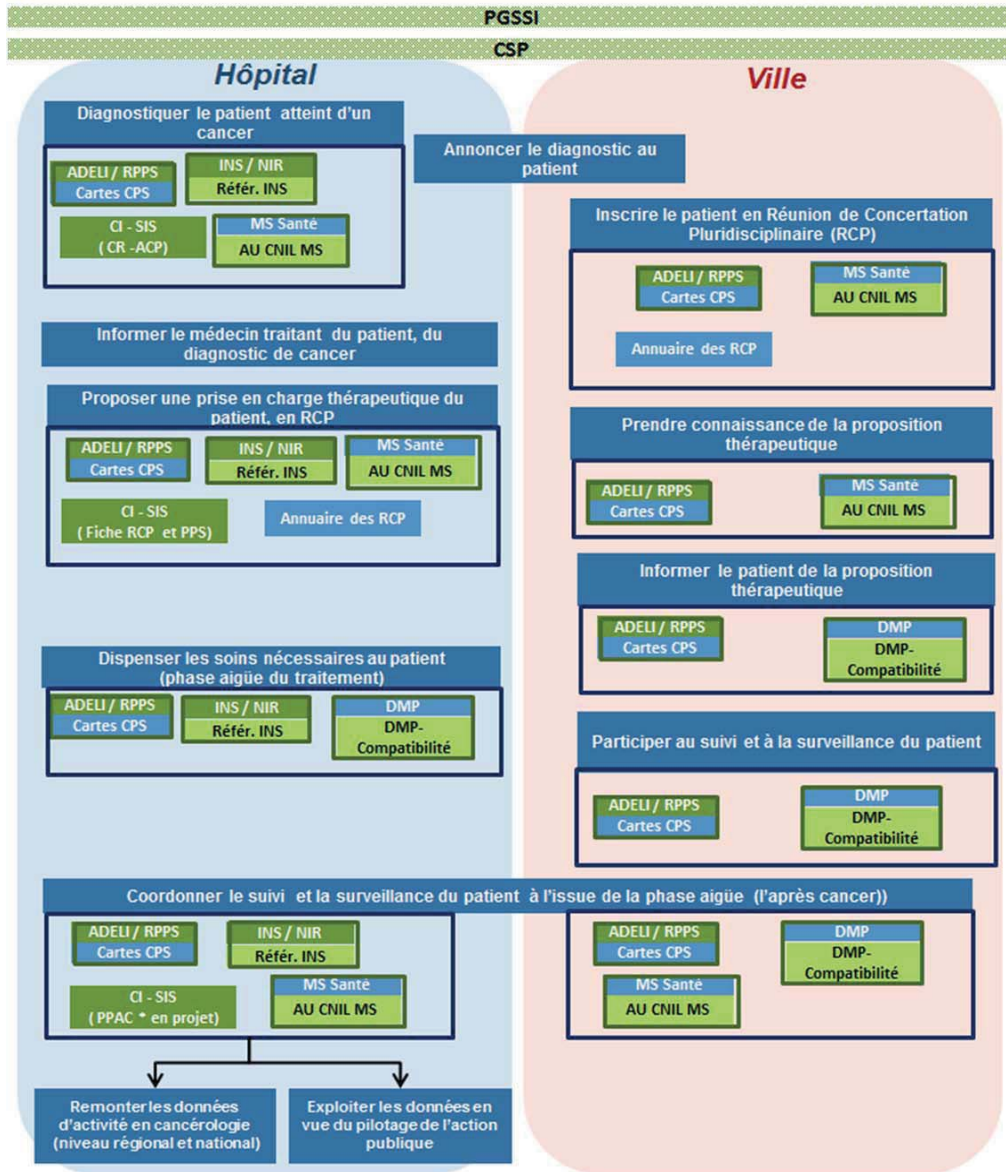 PGSSI
CSP
Hôpital
Diagnostiquer le patient atteint d'un
cancer
ADELI / RPPS
Cartes CPS
INS / NIR
Référ. INS
CI - SIS
( CR -ACP)
MS Santé
AU CNIL MS
Annoncer le diagnostic au
patient
Informer le médecin traitant du patient, du
diagnostic de cancer
Proposer une prise en charge thérapeutique du
patient, en RCP
ADELI / RPPS
Cartes CPS
INS / NIR
Référ. INS
MS Santé
AU CNIL MS
CI - SIS
( Fiche RCP et PPS)
Annuaire des RCP
Dispenser les soins nécessaires au patient
(phase aigüe du traitement)
ADELI / RPPS
Cartes CPS
INS / NIR
Référ. INS
DMP
DMP-
Compatibilité
Ville
Inscrire le patient en Réunion de Concertation
Pluridisciplinaire (RCP)
ADELI / RPPS
Cartes CPS
MS Santé
AU CNIL MS
Annuaire des RCP
Prendre connaissance de la proposition
thérapeutique
ADELI / RPPS
Cartes CPS
MS Santé
AU CNIL MS
Informer le patient de la proposition
thérapeutique
ADELI / RPPS
Cartes CPS
DMP
DMP-
Compatibilité
Participer au suivi et à la surveillance du patient
ADELI / RPPS
Cartes CPS
DMP
DMP-
Compatibilité
Coordonner le suivi et la surveillance du patient à l'issue de la phase aigüe (l'après cancer))
ADELI / RPPS
Cartes CPS
INS / NIR
Référ. INS
CI - SIS
( PPAC * en projet)
MS Santé
AU CNIL MS
ADELI / RPPS
Cartes CPS
DMP
DMP-
Compatibilité
MS Santé
AU CNIL MS
Remonter les données
d'activité en cancérologie
(niveau régional et national)
Exploiter les données en
vue du pilotage de l'action
publique